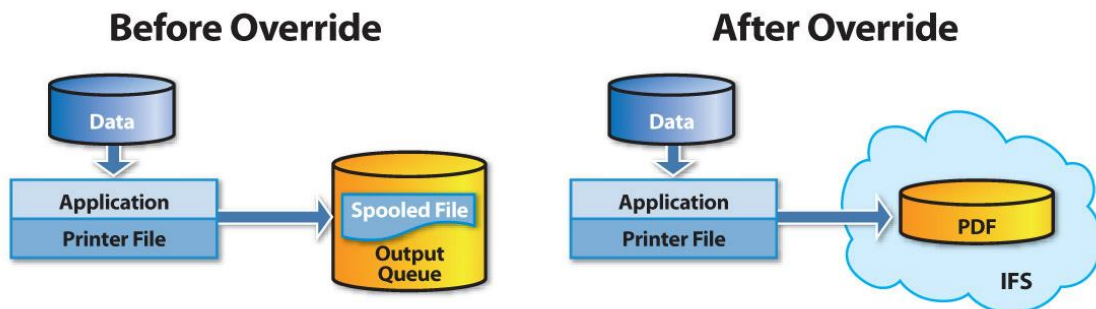 Before Override
Data
Application
Printer File
Spooled File
Output
Queue
After Override
Data
Application
Printer File
PDF
IFS